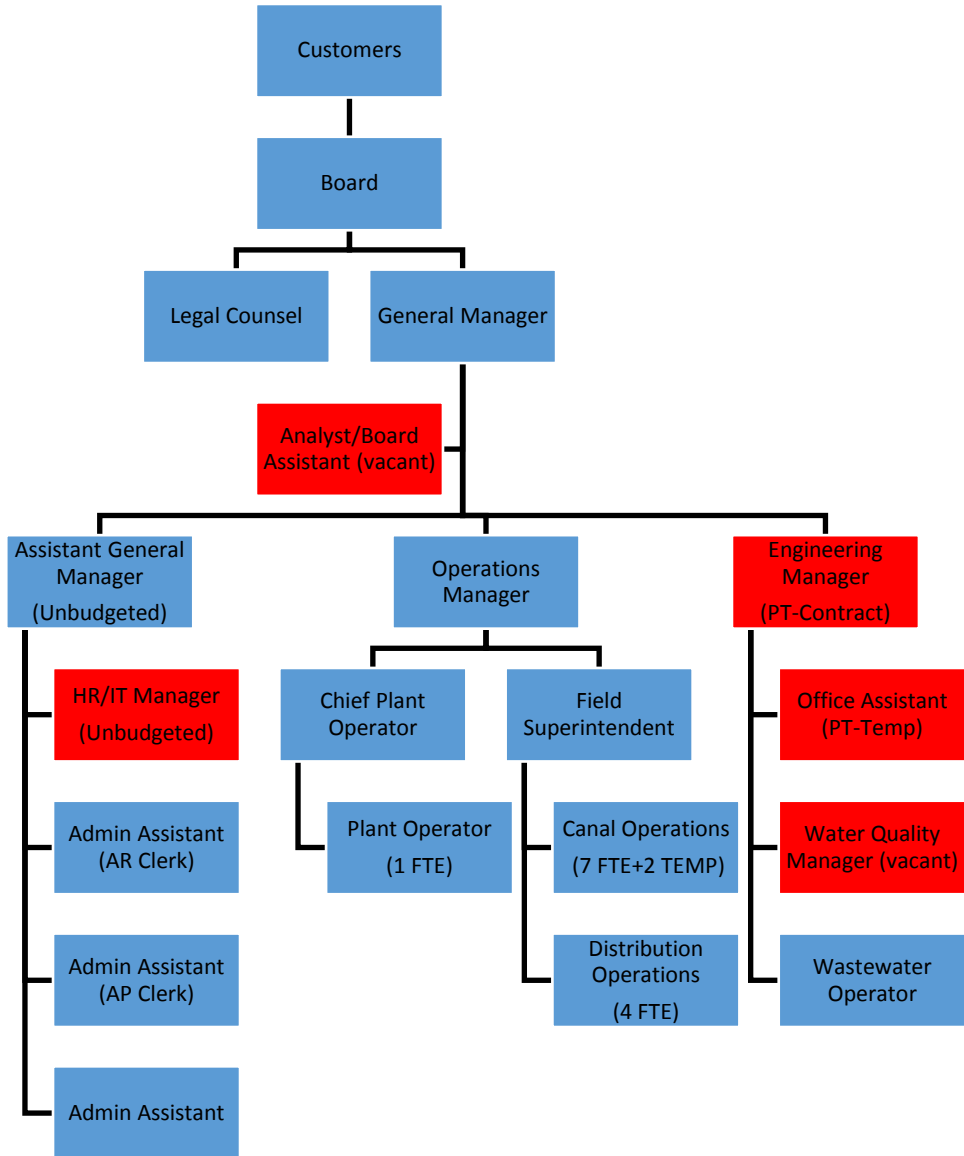 Customers
Board
Legal Counsel
General Manager
Analyst/Board
Assistant (vacant)
Assistant General
Manager
(Unbudgeted)
Operations
Manager
Engineering
Manager
(PT-Contract)
HR/IT Manager
(Unbudgeted)
Chief Plant
Operator
Field
Superintendent
Office Assistant
(PT-Temp)
Admin Assistant
(AR Clerk)
Plant Operator
(1 FTE)
Canal Operations
(7 FTE+2 TEMP)
Water Quality
Manager (vacant)
Admin Assistant
(AP Clerk)
Distribution
Operations
(4 FTE)
Wastewater
Operator
Admin Assistant